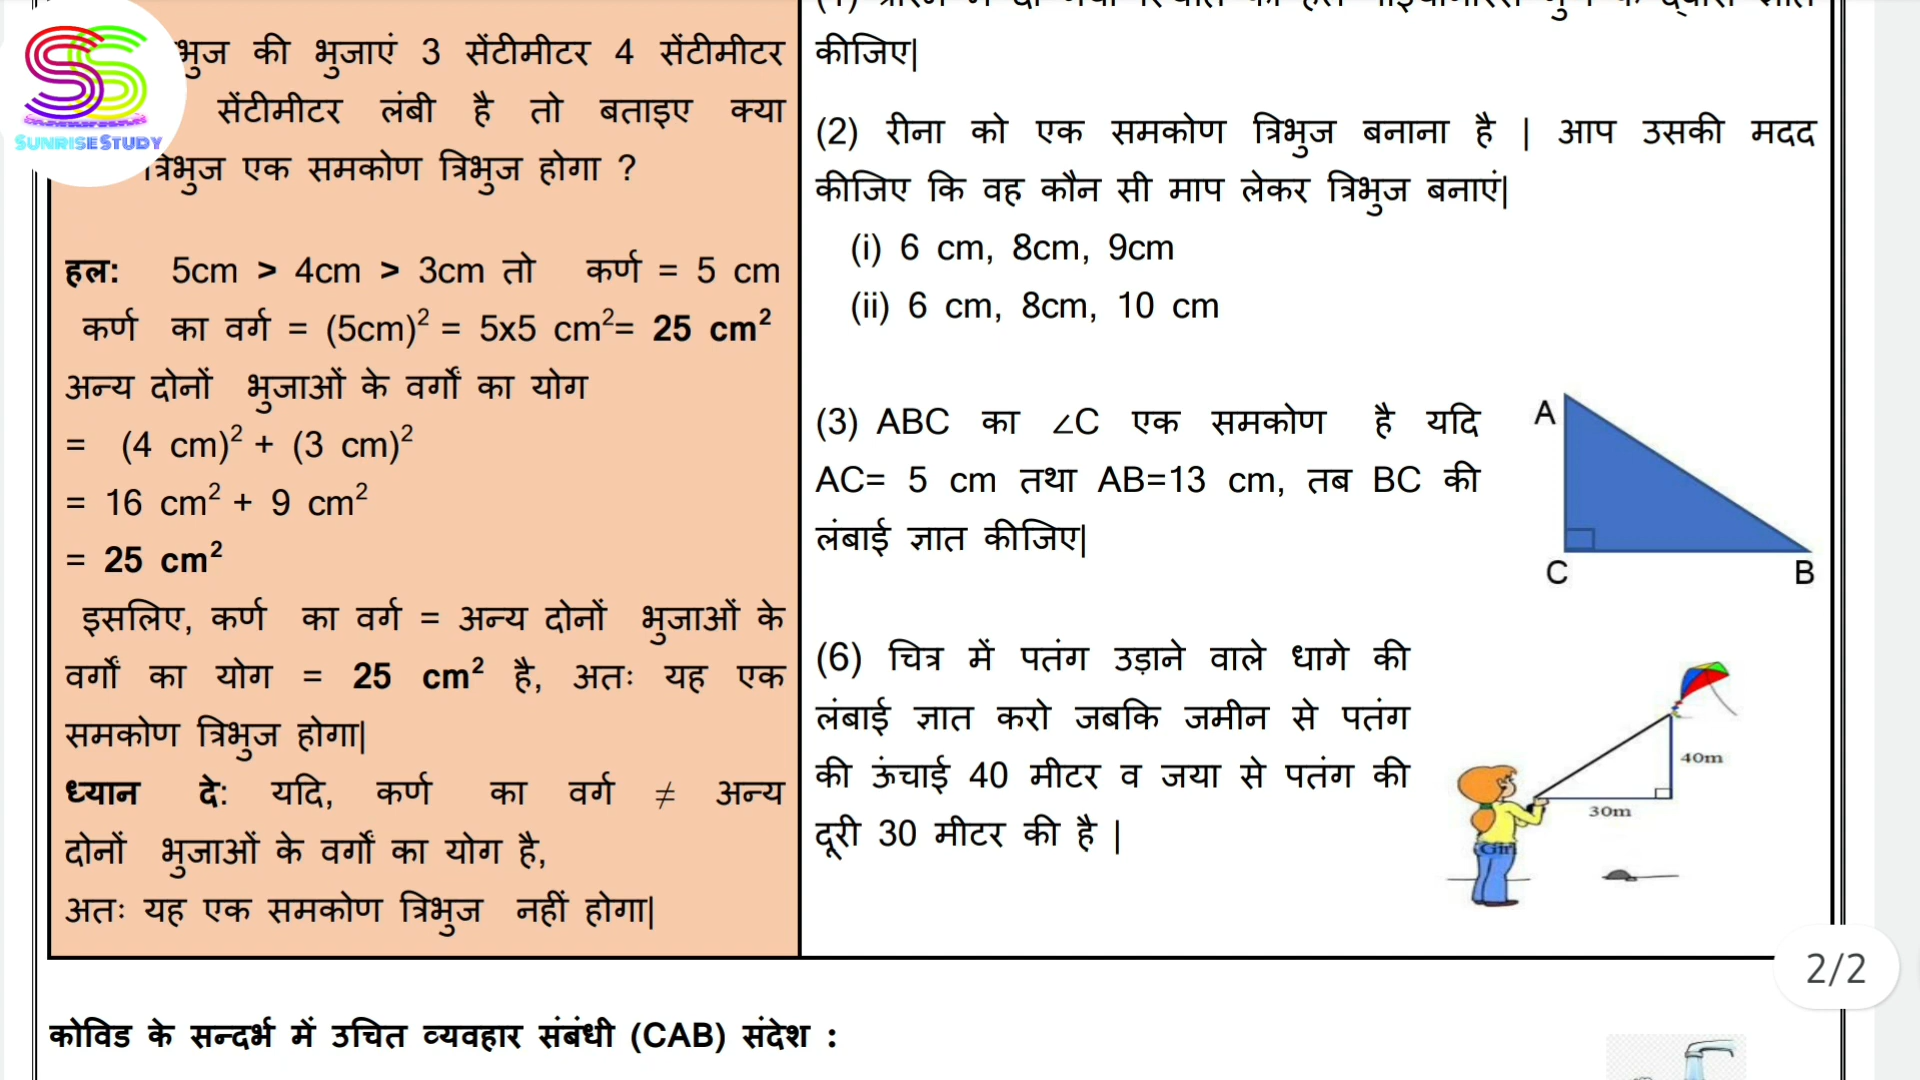 SUNRISESTUDY
भुज की भुजाएं 3 सेंटीमीटर 4 सेंटीमीटर
सेंटीमीटर लंबी है तो बताइए क्या
त्रिभुज एक समकोण त्रिभुज होगा ?
हल: 5cm > 4cm > 3cm तो कर्ण = 5 cm
कर्ण का वर्ग = (5cm)² = 5x5 cm²= 25 cm²
अन्य दोनों भुजाओं के वर्गों का योग
= (4 cm)² + (3 cm)²
= 16 cm² + 9 cm²
= 25 cm²
इसलिए, कर्ण का वर्ग = अन्य दोनों भुजाओं के
वर्गों का योग = 25 cm² है, अतः यह एक
समकोण त्रिभुज होगा|
ध्यान दे: यदि, कर्ण का वर्ग ≠ अन्य
दोनों भुजाओं के वर्गों का योग है,
अतः यह एक समकोण त्रिभुज नहीं होगा|
कीजिए|
(2) रीना को एक समकोण त्रिभुज बनाना है | आप उसकी मदद
कीजिए कि वह कौन सी माप लेकर त्रिभुज बनाएं|
(i) 6 cm, 8cm, 9cm
(ii) 6 cm, 8cm, 10 cm
(3) ABC का ∠C एक समकोण है यदि
AC= 5 cm तथा AB=13 cm, तब BC की
लंबाई ज्ञात कीजिए|
A
C
B
(6) चित्र में पतंग उड़ाने वाले धागे की
लंबाई ज्ञात करो जबकि जमीन से पतंग
की ऊंचाई 40 मीटर व जया से पतंग की
दूरी 30 मीटर की है |
40m
30m
Girl
2/2
कोविड के सन्दर्भ में उचित व्यवहार संबंधी (CAB) संदेश :